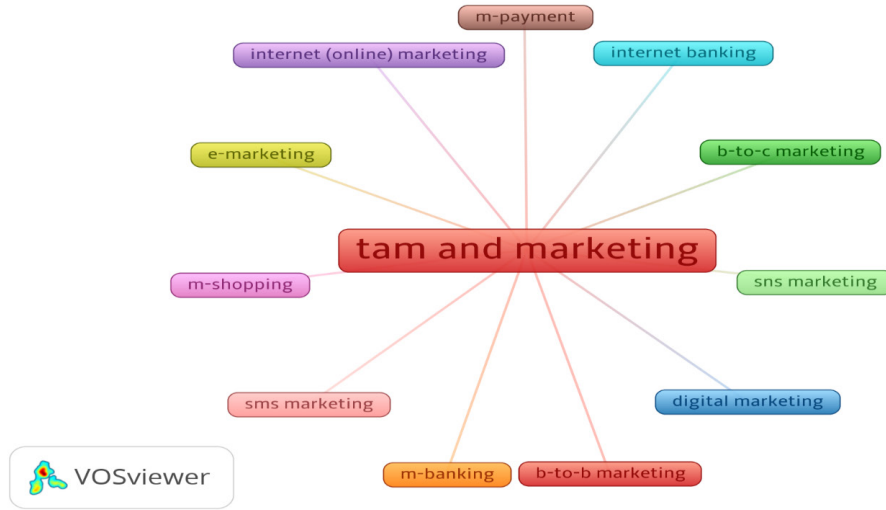 m-payment
internet (online) marketing
internet banking
e-marketing
b-to-c marketing
tam and marketing
m-shopping
sns marketing
sms marketing
digital marketing
m-banking
b-to-b marketing
VOSviewer